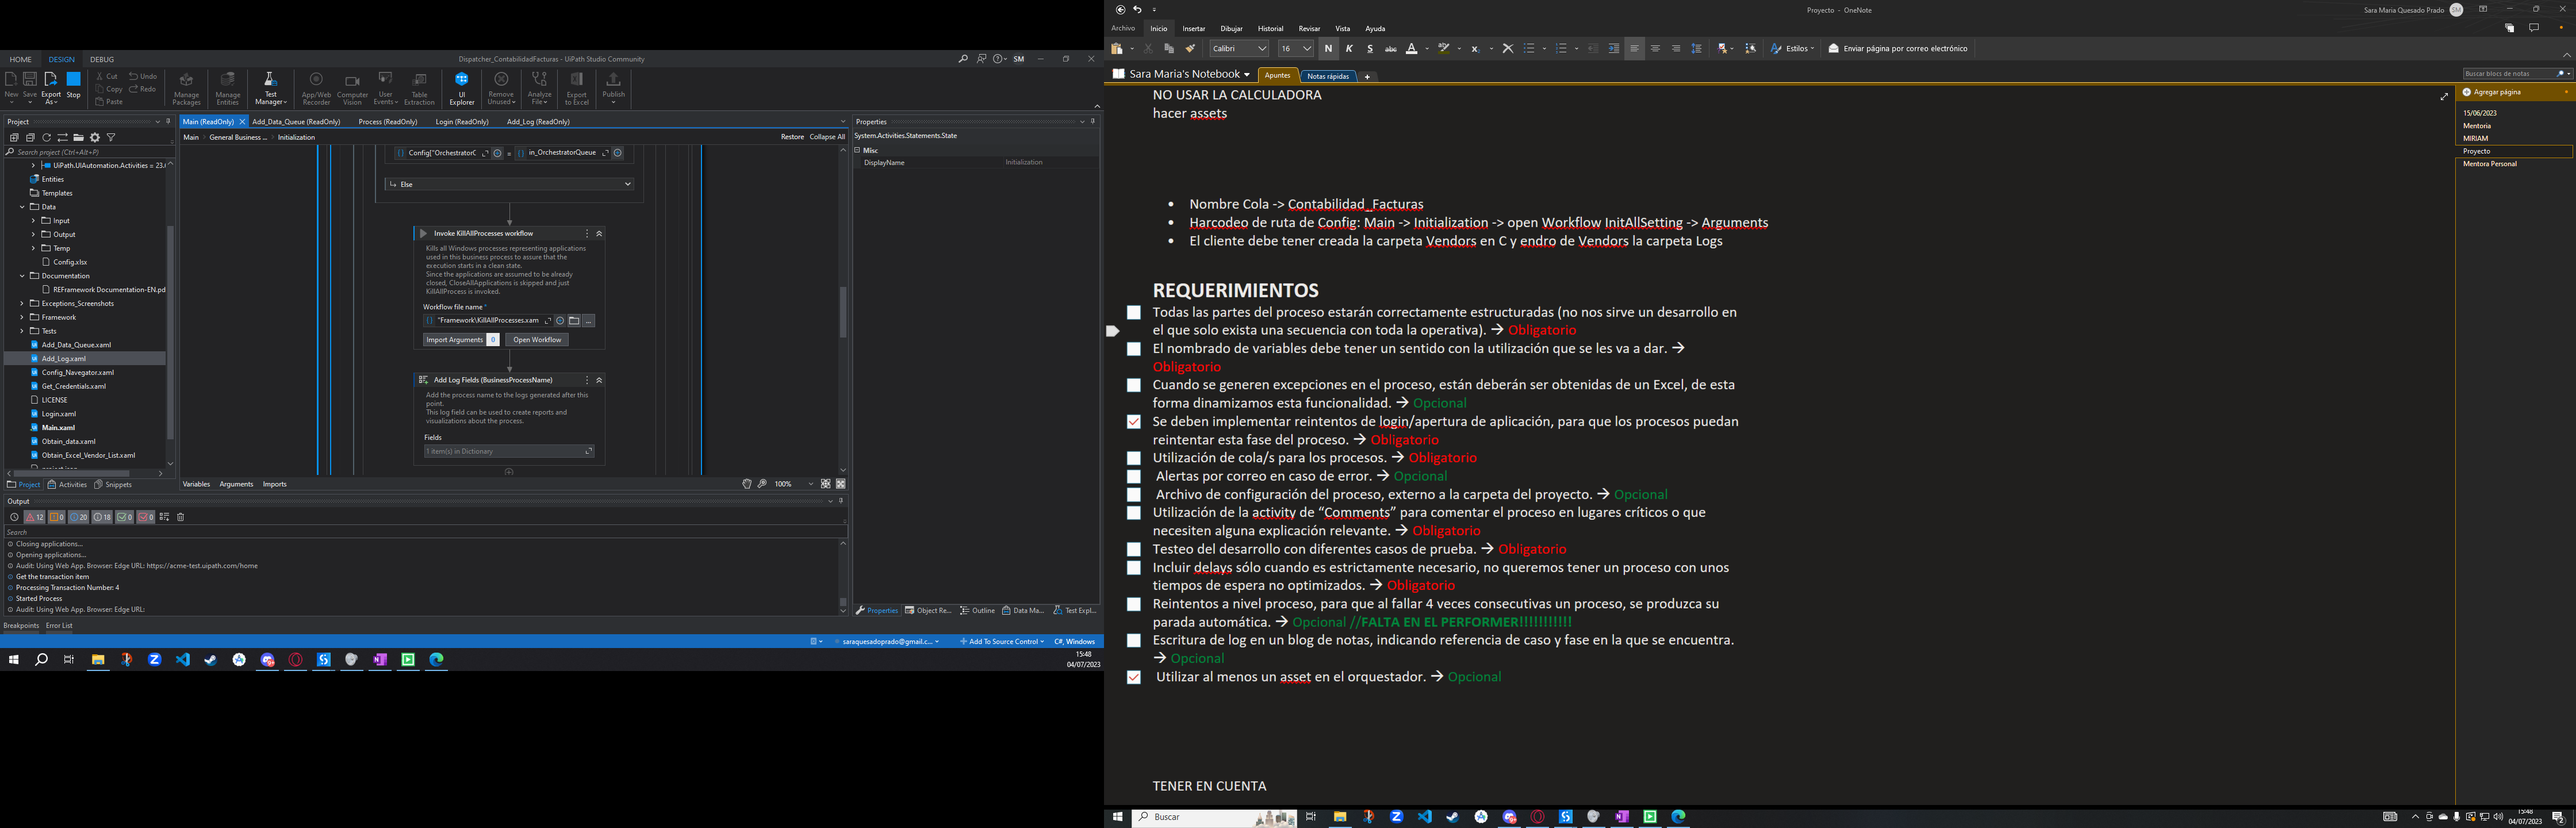 HOME DESIGN DEBUG
Dispatcher_ContabilidadFacturas - UiPath Studio Community
SM
New
Save
Export As
Stop
Cut
Copy
Paste
Undo
Redo
Manage Packages
Manage Entities
Test Manager
App/Web Recorder
Computer Vision
User Events
Table Extraction
UI Explorer
Remove Unused
Analyze File
Export to Excel
Publish
Project
Search project (Ctrl+Alt+P)
UiPath.UIAutomation.Activities = 23.
Entities
Templates
Data
Input
Output
Temp
Config.xlsx
Documentation
REFramework Documentation-EN.pd
Exceptions_Screenshots
Framework
Tests
Add_Data_Queue.xaml
Add_Log.xaml
Config_Navegator.xaml
Get_Credentials.xaml
LICENSE
Login.xaml
Main.xaml
Obtain_data.xaml
Obtain_Excel_Vendor_List.xaml
Project Activities Snippets
Main (ReadOnly) Add_Data_Queue (ReadOnly) Process (ReadOnly) Login (ReadOnly) Add_Log (ReadOnly)
Main General Business ... Initialization
Restore Collapse All
Config["OrchestratorC = in_OrchestratorQueue
Else
Invoke KillAllProcesses workflow
Kills all Windows processes representing applications
used in this business process to assure that the
execution starts in a clean state.
Since the applications are assumed to be already
closed, CloseAllApplications is skipped and just
KillAllProcess is invoked.
Workflow file name *
"Framework\KillAllProcesses.xam
Import Arguments 0 Open Workflow
Add Log Fields (BusinessProcessName)
Add the process name to the logs generated after this
point.
This log field can be used to create reports and
visualizations about the process.
Fields
1 item(s) in Dictionary
Variables Arguments Imports
100%
Properties
System.Activities.Statements.State
Misc
DisplayName Initialization
Properties Object Re... Outline Data Ma... Test Expl...
Output
12 0 20 18 0 0
Search
Closing applications...
Opening applications...
Audit: Using Web App. Browser: Edge URL: https://acme-test.uipath.com/home
Get the transaction item
Processing Transaction Number: 4
Started Process
Audit: Using Web App. Browser: Edge URL:
Breakpoints Error List
saraquesadoprado@gmail.c... Add To Source Control C#, Windows
15:48
04/07/2023
Proyecto - OneNote
Sara Maria Quesado Prado SM
Archivo Inicio Insertar Dibujar Historial Revisar Vista Ayuda
Calibri 16 N K S abc A
Estilos Enviar página por correo electrónico
Sara Maria's Notebook Apuntes Notas rápidas +
Buscar blocs de notas
Agregar página
15/06/2023
Mentoria
MIRIAM
Proyecto
Mentora Personal
NO USAR LA CALCULADORA
hacer assets
• Nombre Cola -> Contabilidad_Facturas
• Harcodeo de ruta de Config: Main -> Initialization -> open Workflow InitAllSetting -> Arguments
• El cliente debe tener creada la carpeta Vendors en C y endro de Vendors la carpeta Logs
REQUERIMIENTOS
Todas las partes del proceso estarán correctamente estructuradas (no nos sirve un desarrollo en
el que solo exista una secuencia con toda la operativa). → Obligatorio
El nombrado de variables debe tener un sentido con la utilización que se les va a dar. →
Obligatorio
Cuando se generen excepciones en el proceso, están deberán ser obtenidas de un Excel, de esta
forma dinamizamos esta funcionalidad. → Opcional
Se deben implementar reintentos de login/apertura de aplicación, para que los procesos puedan
reintentar esta fase del proceso. → Obligatorio
Utilización de cola/s para los procesos. → Obligatorio
Alertas por correo en caso de error. → Opcional
Archivo de configuración del proceso, externo a la carpeta del proyecto. → Opcional
Utilización de la activity de “Comments” para comentar el proceso en lugares críticos o que
necesiten alguna explicación relevante. → Obligatorio
Testeo del desarrollo con diferentes casos de prueba. → Obligatorio
Incluir delays sólo cuando es estrictamente necesario, no queremos tener un proceso con unos
tiempos de espera no optimizados. → Obligatorio
Reintentos a nivel proceso, para que al fallar 4 veces consecutivas un proceso, se produzca su
parada automática. → Opcional //FALTA EN EL PERFORMER!!!!!!!!!!!
Escritura de log en un blog de notas, indicando referencia de caso y fase en la que se encuentra.
→ Opcional
Utilizar al menos un asset en el orquestador. → Opcional
TENER EN CUENTA
Buscar
15:48
04/07/2023